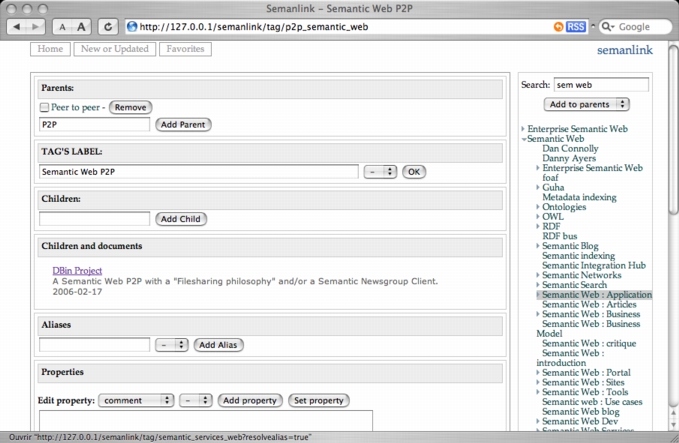 Semanlink – Semantic Web P2P
A A http://127.0.0.1/semanlink/tag/p2p_semantic_web RSS Google
Home New or Updated Favorites semanlink
Parents:
Peer to peer - Remove
P2P Add Parent
TAG'S LABEL:
Semantic Web P2P - OK
Children:
Add Child
Children and documents
DBin Project
A Semantic Web P2P with a "Filesharing philosophy" and/or a Semantic Newsgroup Client.
2006-02-17
Aliases
- Add Alias
Properties
Edit property: comment - Add property Set property
Search: sem web
Add to parents
Enterprise Semantic Web
Semantic Web
Dan Connolly
Danny Ayers
Enterprise Semantic Web
foaf
Guha
Metadata indexing
Ontologies
OWL
RDF
RDF bus
Semantic Blog
Semantic indexing
Semantic Integration Hub
Semantic Networks
Semantic Search
Semantic Web : Application
Semantic Web : Articles
Semantic Web : Business
Semantic Web : Business
Model
Semantic Web : critique
Semantic Web :
introduction
Semantic Web : Portal
Semantic Web : Sites
Semantic Web : Tools
Semantic web : Use cases
Semantic Web blog
Semantic Web Dev
Semantic Web Services
Ouvrir "http://127.0.0.1/semanlink/tag/semantic_services_web?resolvealias=true"